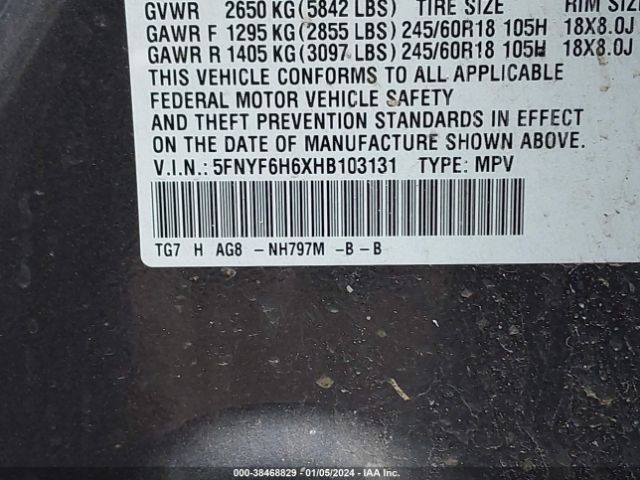 GVWR 2650 KG (5842 LBS) TIRE SIZE RIM SIZE
GAWR F 1295 KG (2855 LBS) 245/60R18 105H 18X8.0J
GAWR R 1405 KG (3097 LBS) 245/60R18 105H 18X8.0J
THIS VEHICLE CONFORMS TO ALL APPLICABLE
FEDERAL MOTOR VEHICLE SAFETY
AND THEFT PREVENTION STANDARDS IN EFFECT
ON THE DATE OF MANUFACTURE SHOWN ABOVE.
V.I.N.: 5FNYF6H6XHB103131 TYPE: MPV
TG7 H AG8 -NH797M -B -B
000-38468829 - 01/05/2024 - IAAI.COM